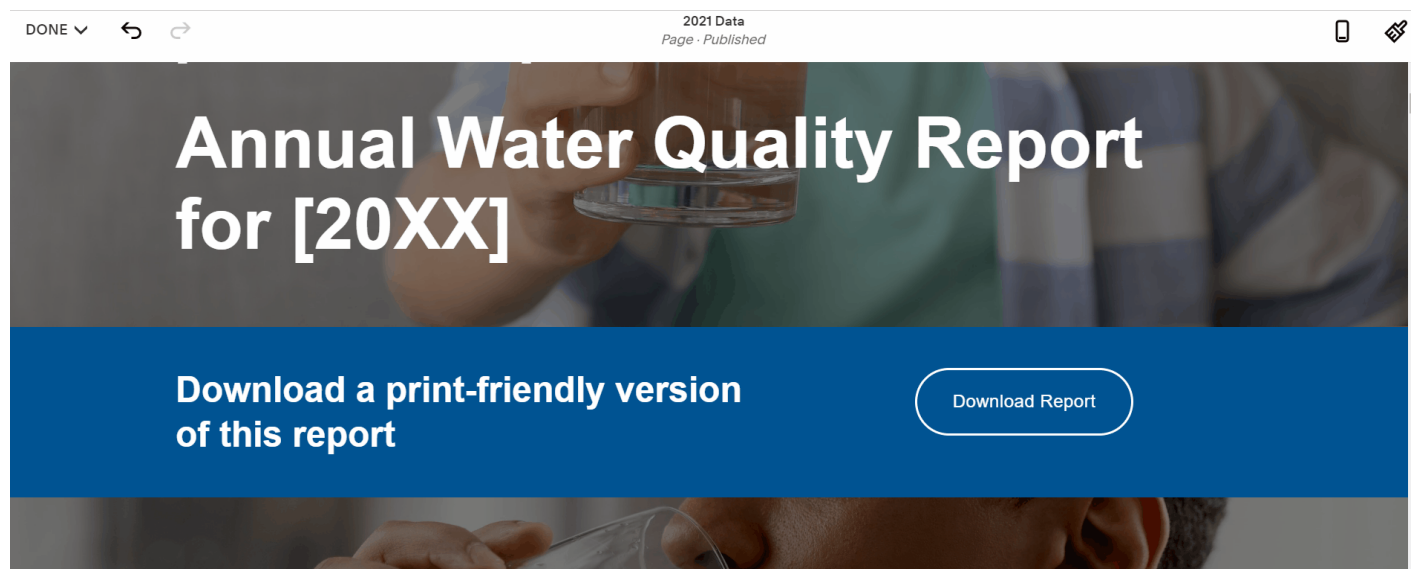 DONE
2021 Data
Page · Published
Annual Water Quality Report
for [20XX]
Download a print-friendly version
of this report
Download Report